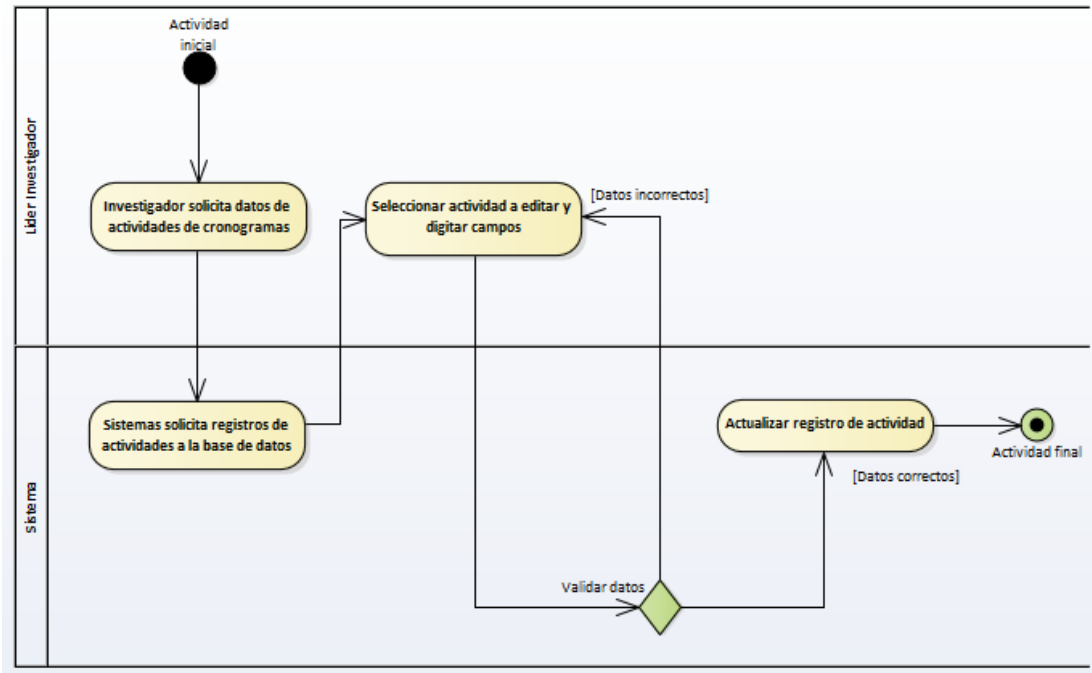 Actividad
inicial
Lider Investigador
Investigador solicita datos de
actividades de cronogramas
Seleccionar actividad a editar y
digitar campos
[Datos incorrectos]
Sistema
Sistemas solicita registros de
actividades a la base de datos
Actualizar registro de actividad
Actividad final
[Datos correctos]
Validar datos